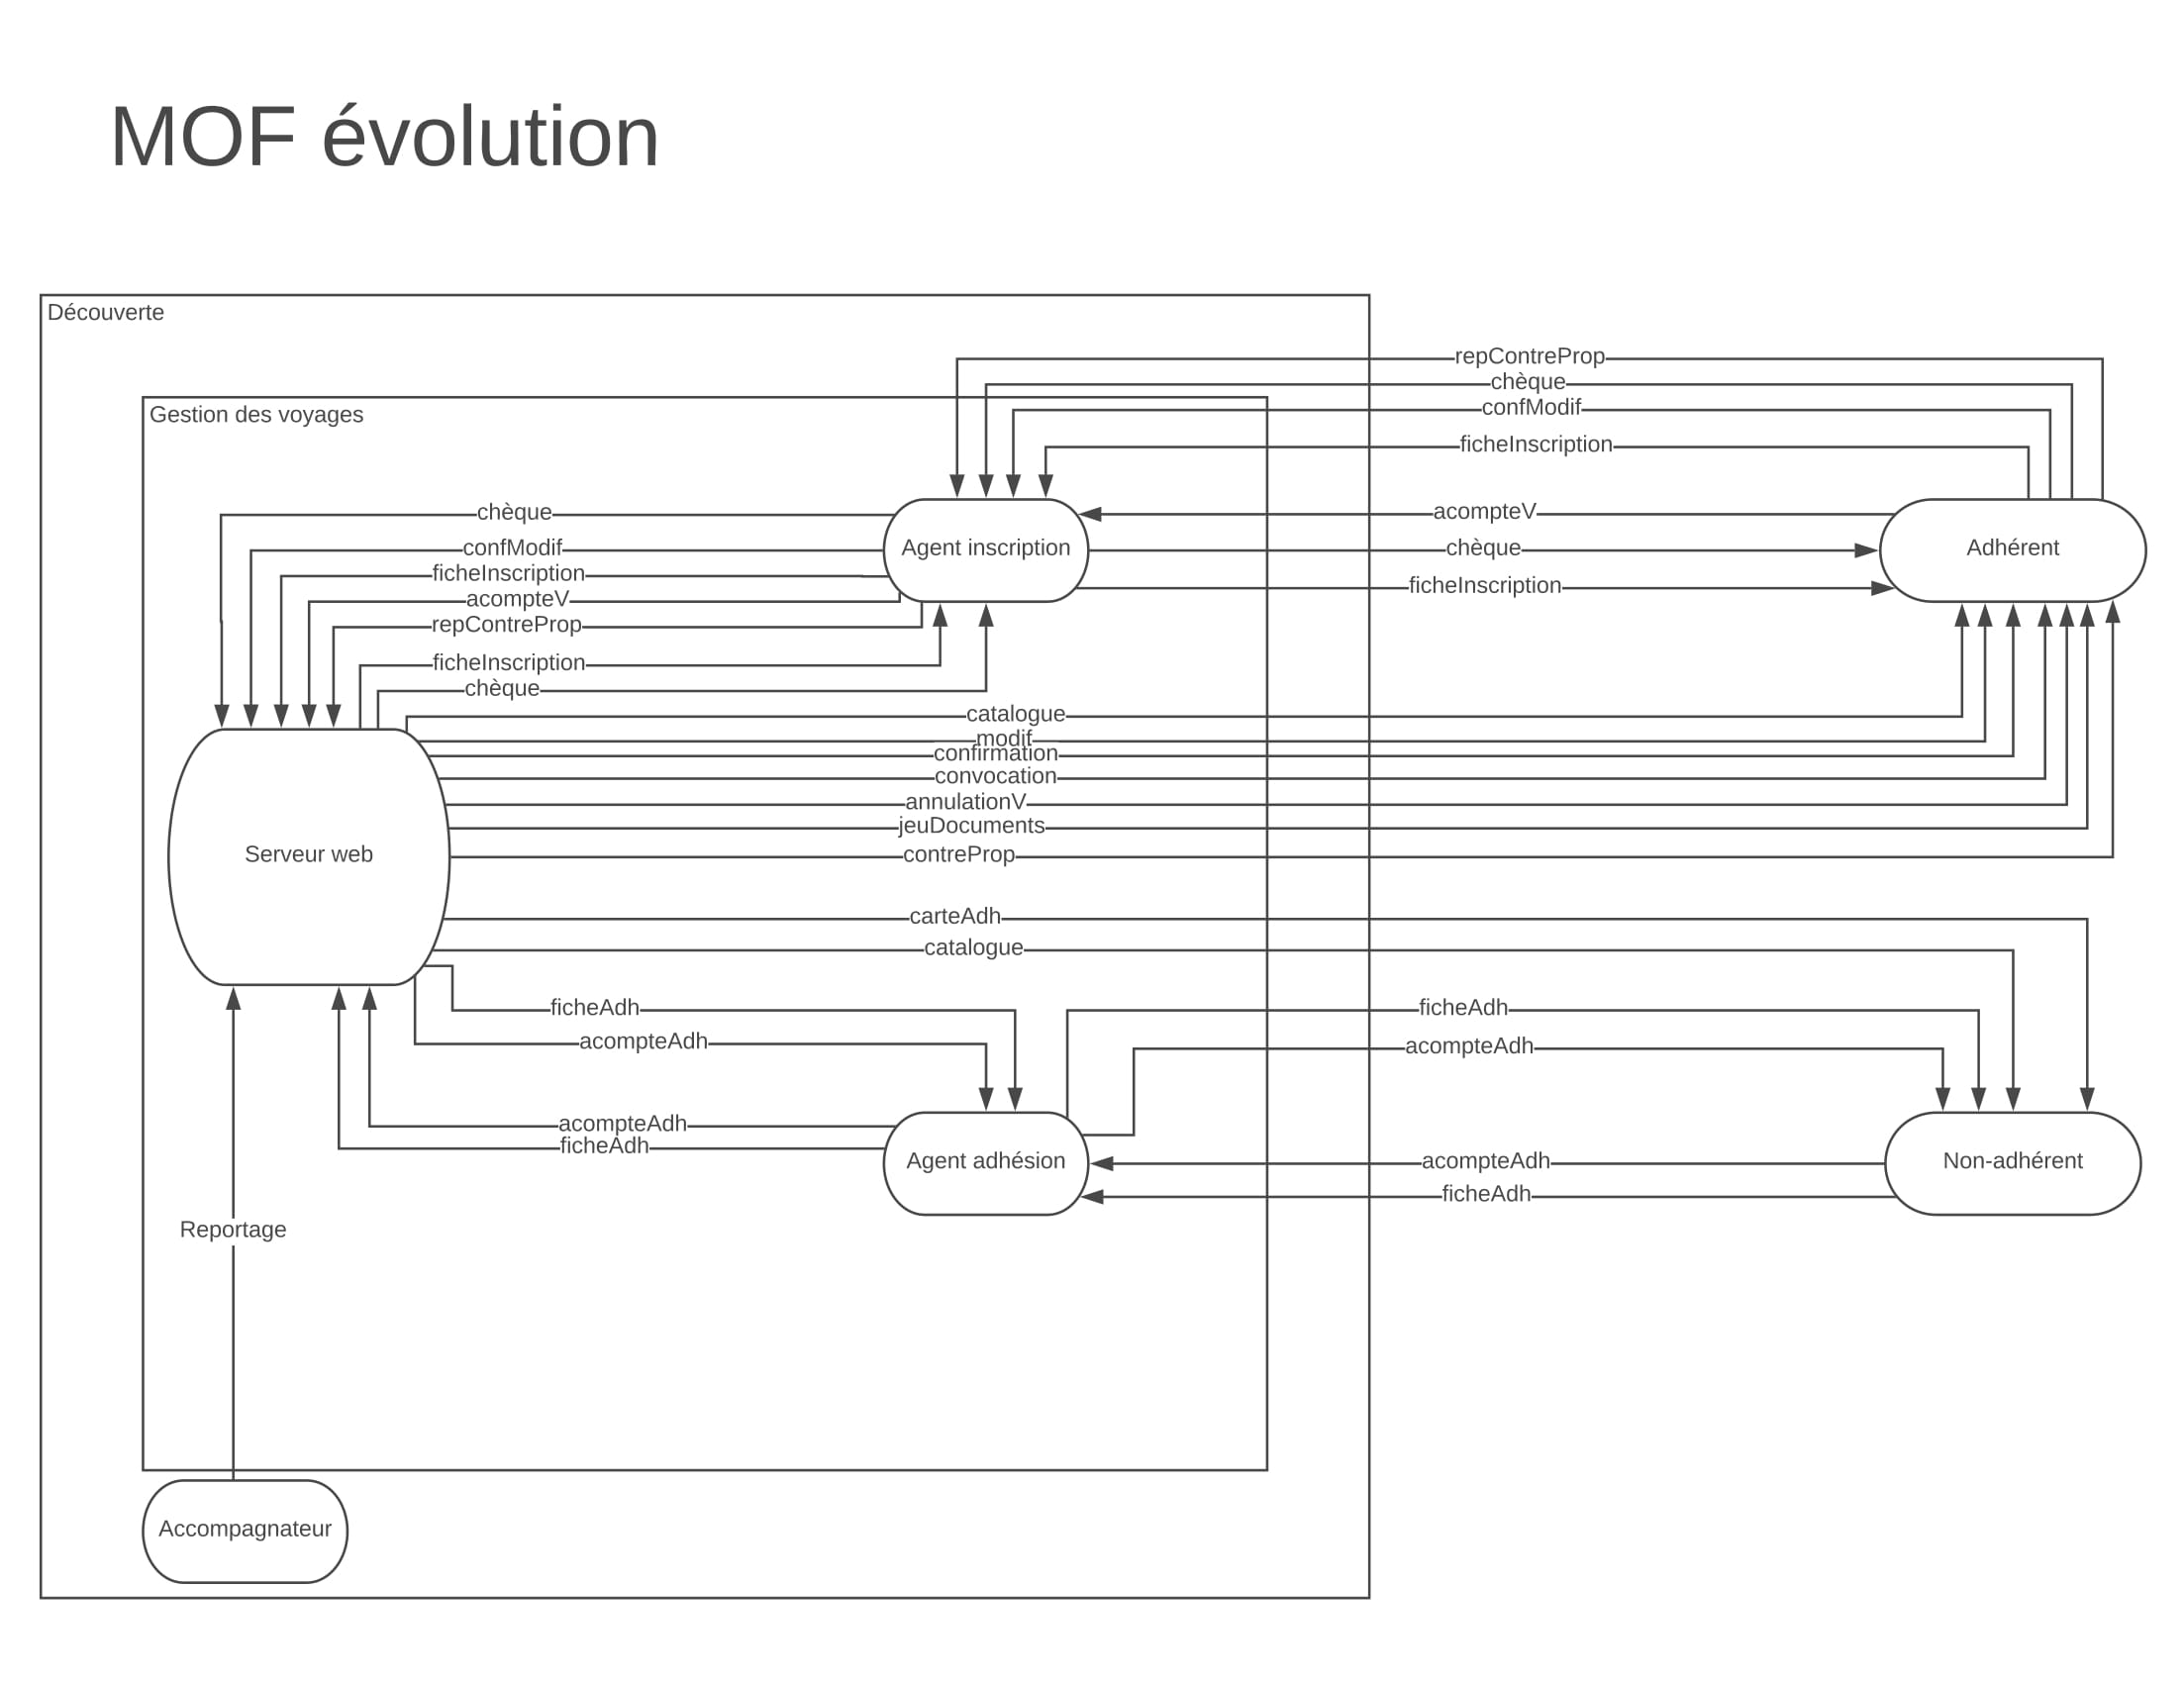 MOF évolution
Découverte
repContreProp
chèque
confModif
Gestion des voyages
ficheInscription
chèque
acompteV
confModif
Agent inscription
chèque
Adhérent
ficheInscription
ficheInscription
acompteV
repContreProp
ficheInscription
chèque
catalogue
modif
confirmation
convocation
annulationV
jeuDocuments
Serveur web
contreProp
carteAdh
catalogue
ficheAdh
ficheAdh
acompteAdh
acompteAdh
acompteAdh
ficheAdh
Agent adhésion
acompteAdh
Non-adhérent
ficheAdh
Reportage
Accompagnateur